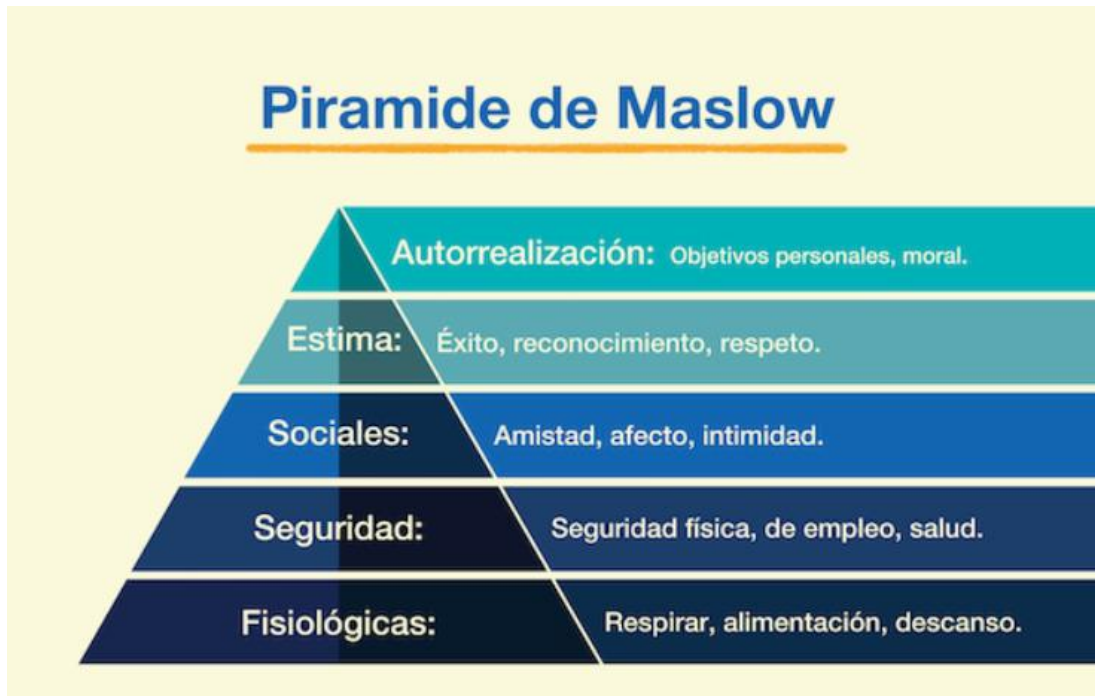 Piramide de Maslow
Autorrealización: Objetivos personales, moral.
Estima: Éxito, reconocimiento, respeto.
Sociales: Amistad, afecto, intimidad.
Seguridad: Seguridad física, de empleo, salud.
Fisiológicas: Respirar, alimentación, descanso.